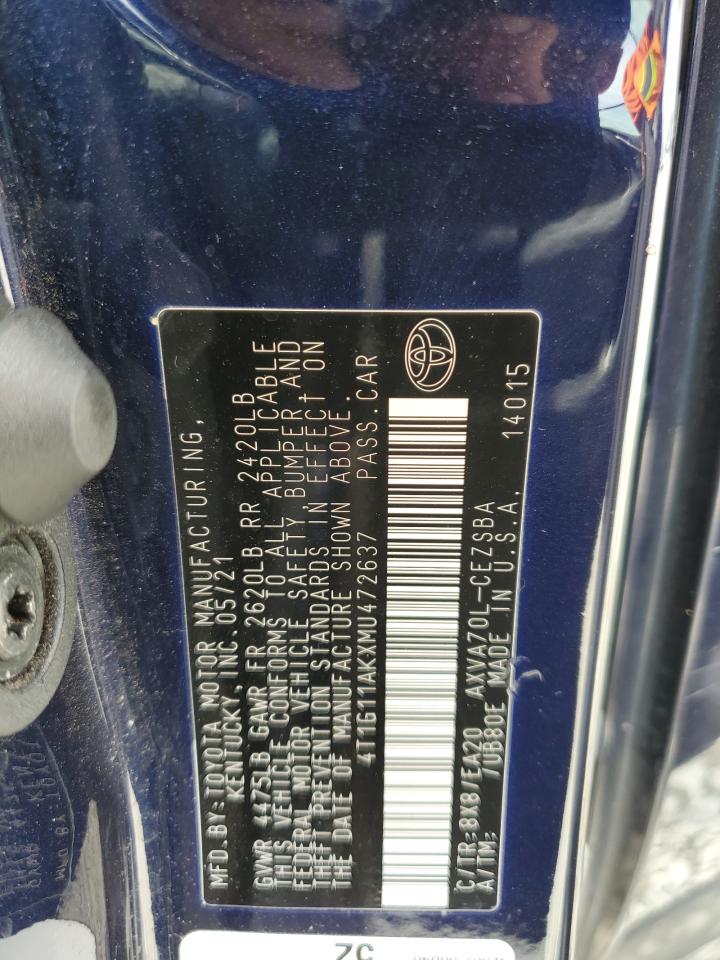 MFD.BY:TOYOTA MOTOR MANUFACTURING,
KENTUCKY, INC.05/21
GVWR 4475LB GAWR FR 2620LB RR 2420LB
THIS VEHICLE CONFORMS TO ALL APPLICABLE
FEDERAL MOTOR VEHICLE SAFETY, BUMPER, AND
THEFT PREVENTION STANDARDS IN EFFECT ON
THE DATE OF MANUFACTURE SHOWN ABOVE.
4T1G11AKXMU472637 PASS.CAR
C/TR:8X8/EA20 AXVA70L-CEZSBA
A/TM: /UB80E MADE IN U.S.A. 14015
52